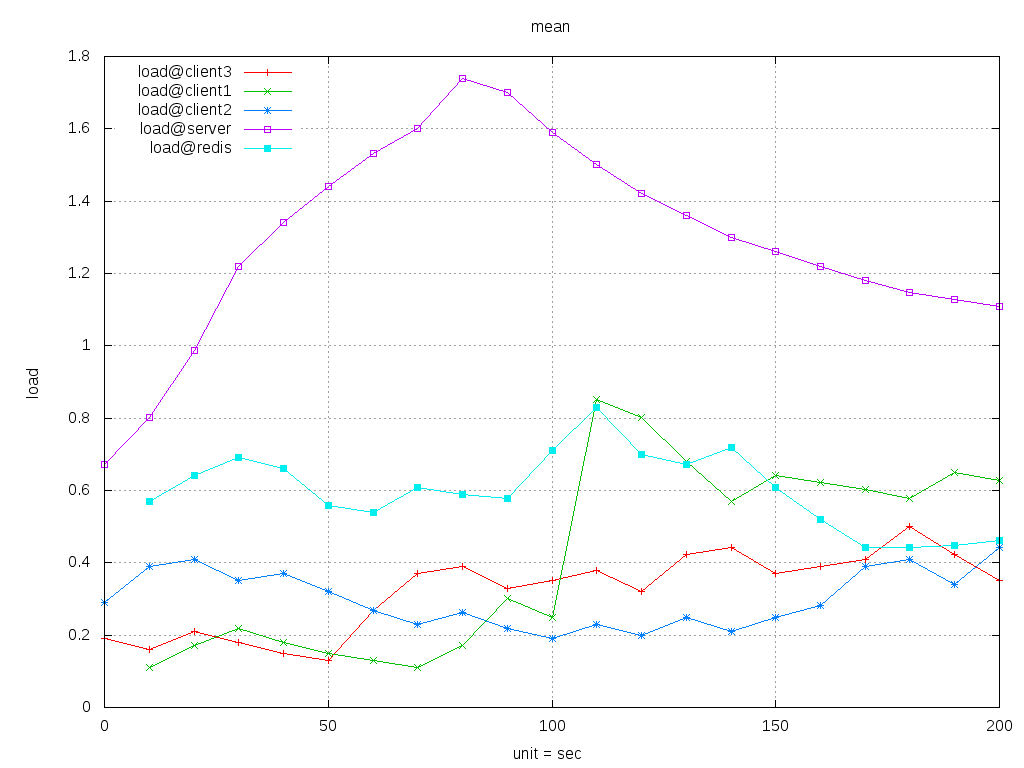 mean
1.8
1.6
1.4
1.2
1
0.8
0.6
0.4
0.2
0
load@client3
load@client1
load@client2
load@server
load@redis
load
0 50 100 150 200
unit = sec